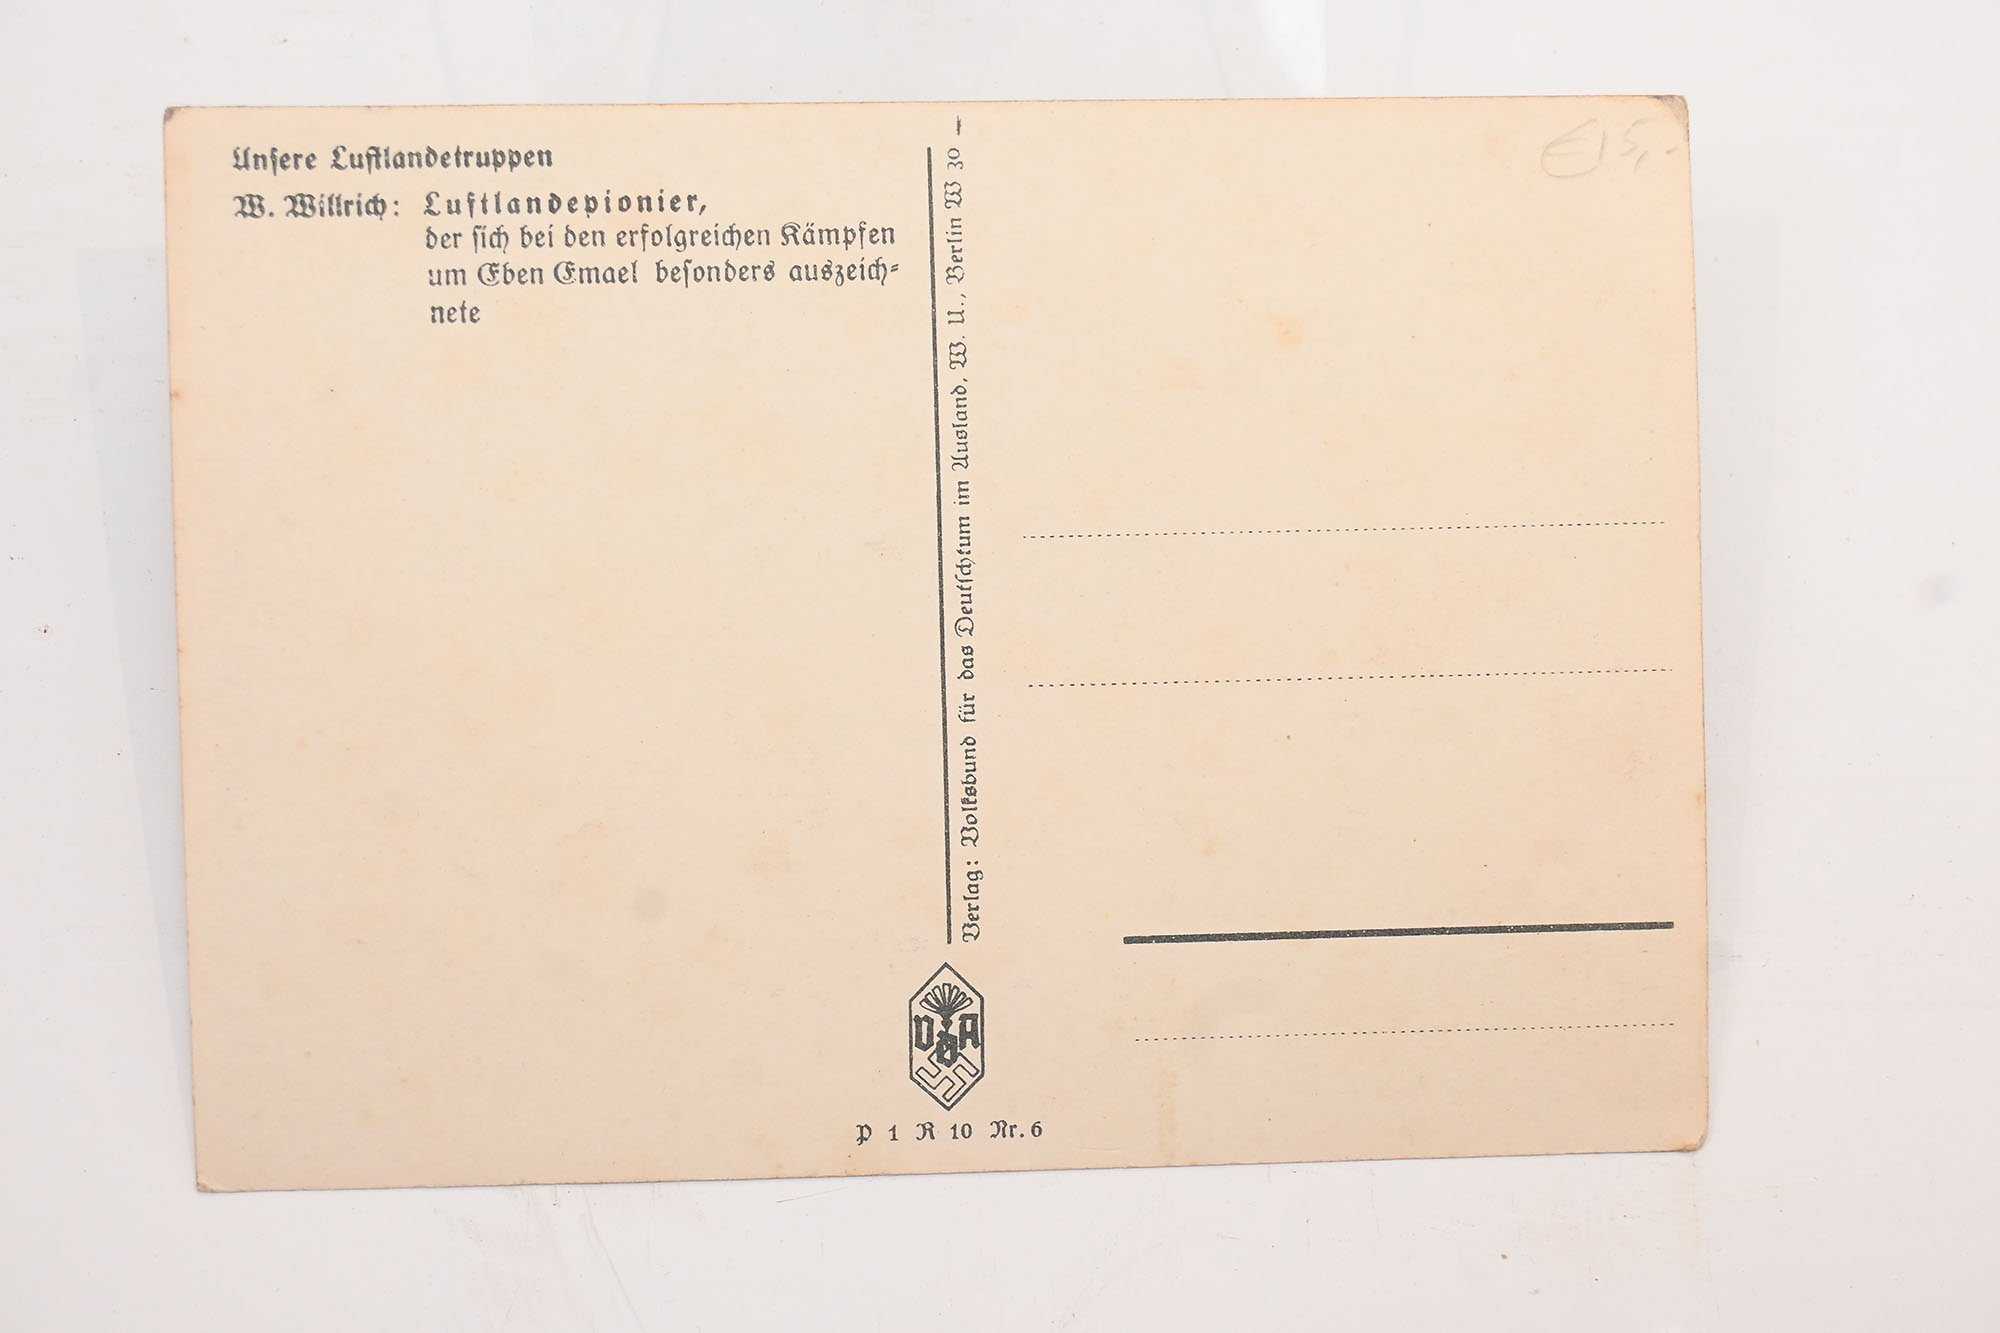 Unsere Luftlandetruppen
W. Willrich: Luftlandepionier,
der sich bei den erfolgreichen Kämpfen
um Eben Emael besonders auszeich-
nete
Verlag: Volksbund für das Deutschtum im Ausland, W. U., Berlin W 30 –
VDA
P 1 R 10 Nr. 6
E 15,-